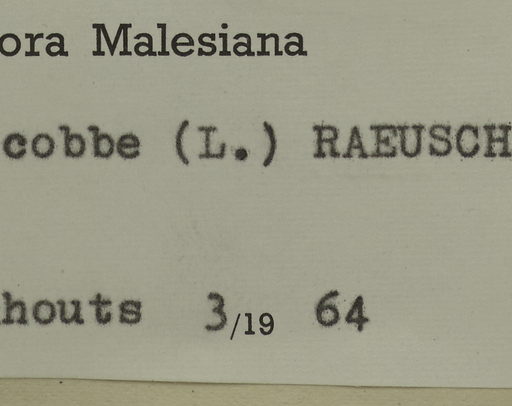 ora Malesiana
cobbe (L.) RAEUSCH
houts 3/19 64